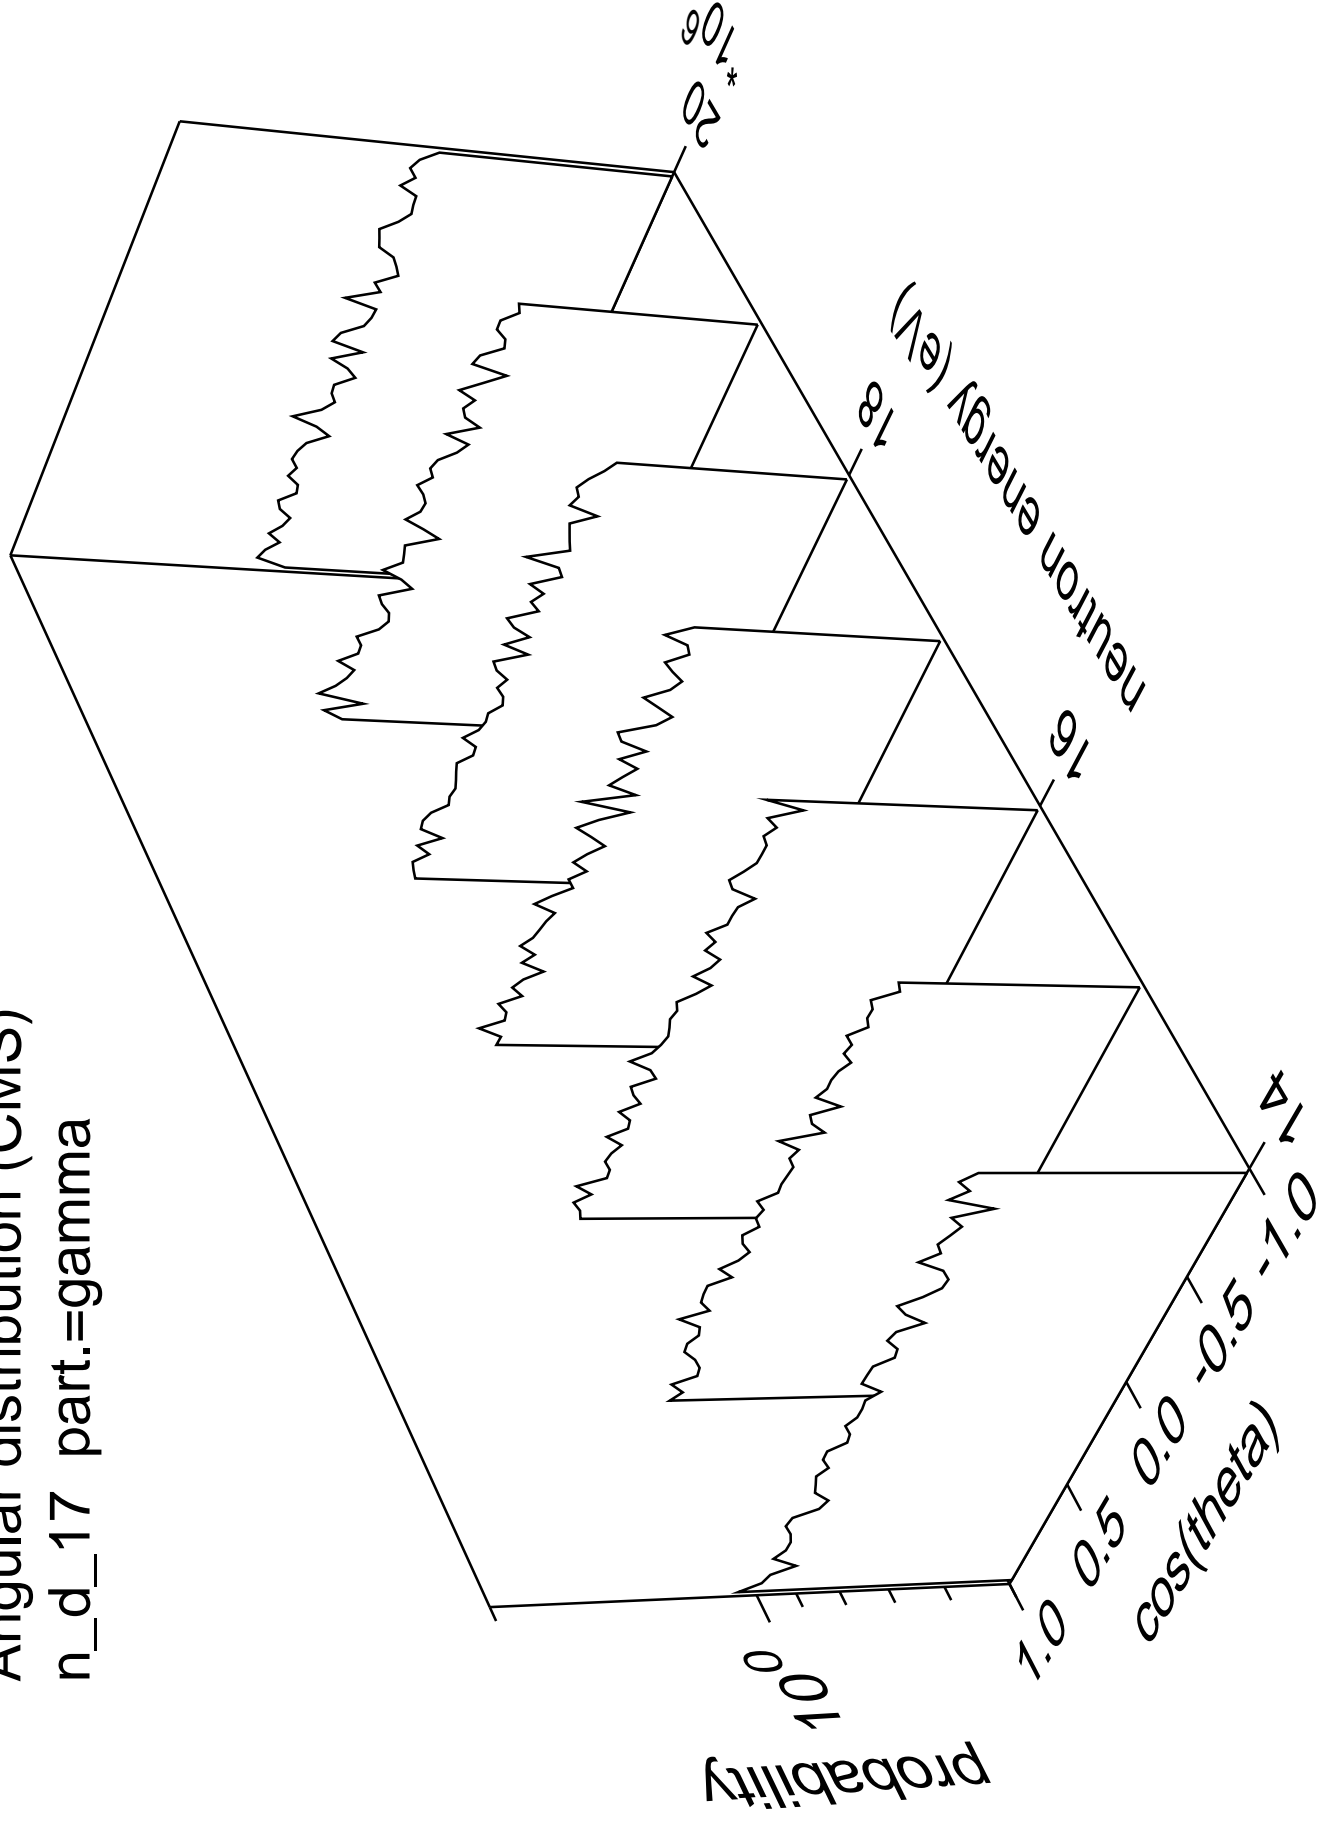 Angular distribution (CMS)
n_d_17 part.=gamma
probability
10^0
1.0 0.5 0.0 -0.5 -1.0
cos(theta)
14 16 18 20
*10^6
neutron energy (eV)